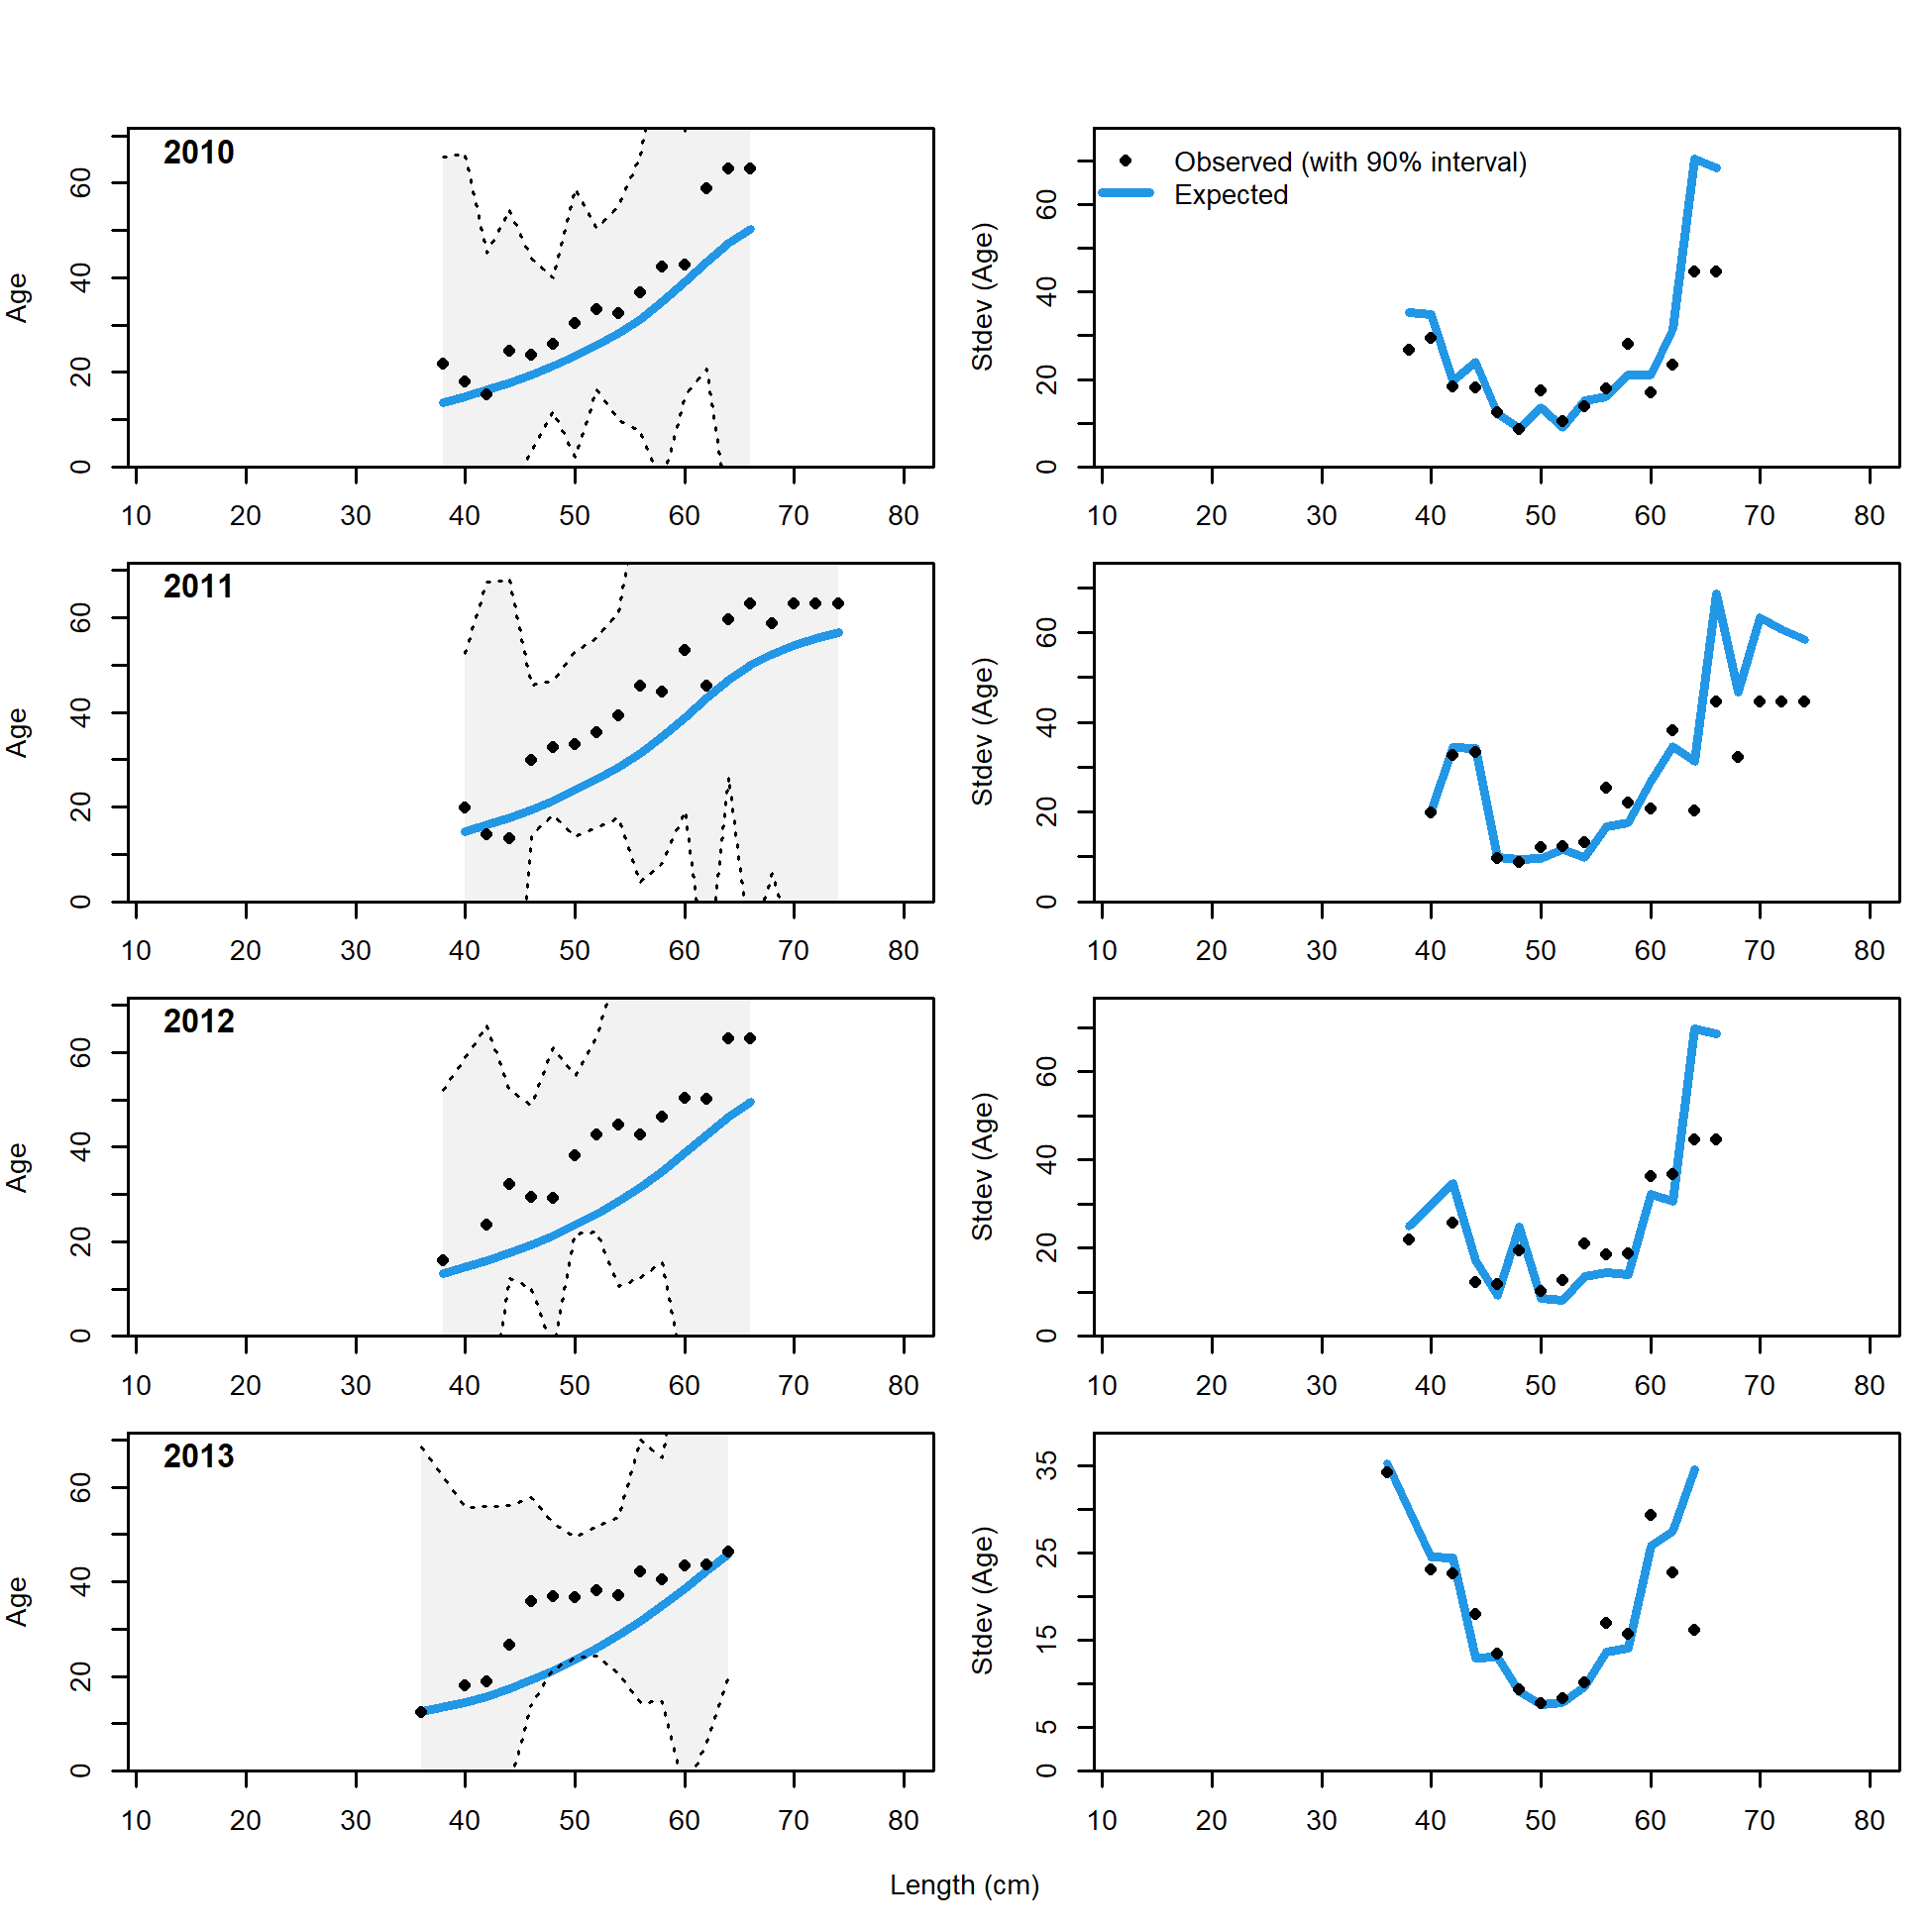 2010
Age
0 20 40 60
10 20 30 40 50 60 70 80
Observed (with 90% interval)
Expected
Stdev (Age)
0 20 40 60
10 20 30 40 50 60 70 80
2011
Age
0 20 40 60
10 20 30 40 50 60 70 80
Stdev (Age)
0 20 40 60
10 20 30 40 50 60 70 80
2012
Age
0 20 40 60
10 20 30 40 50 60 70 80
Stdev (Age)
0 20 40 60
10 20 30 40 50 60 70 80
2013
Age
0 20 40 60
10 20 30 40 50 60 70 80
Stdev (Age)
0 5 15 25 35
10 20 30 40 50 60 70 80
Length (cm)